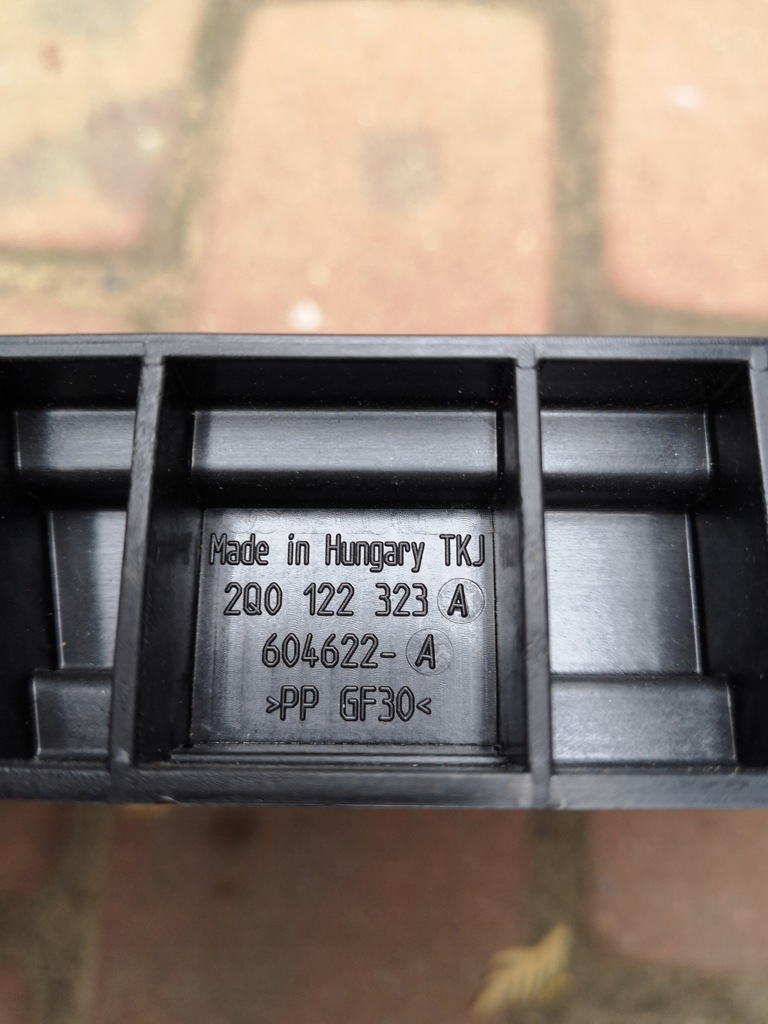 Made in Hungary TKJ
2Q0 122 323 A
604622- A
>PP GF30<